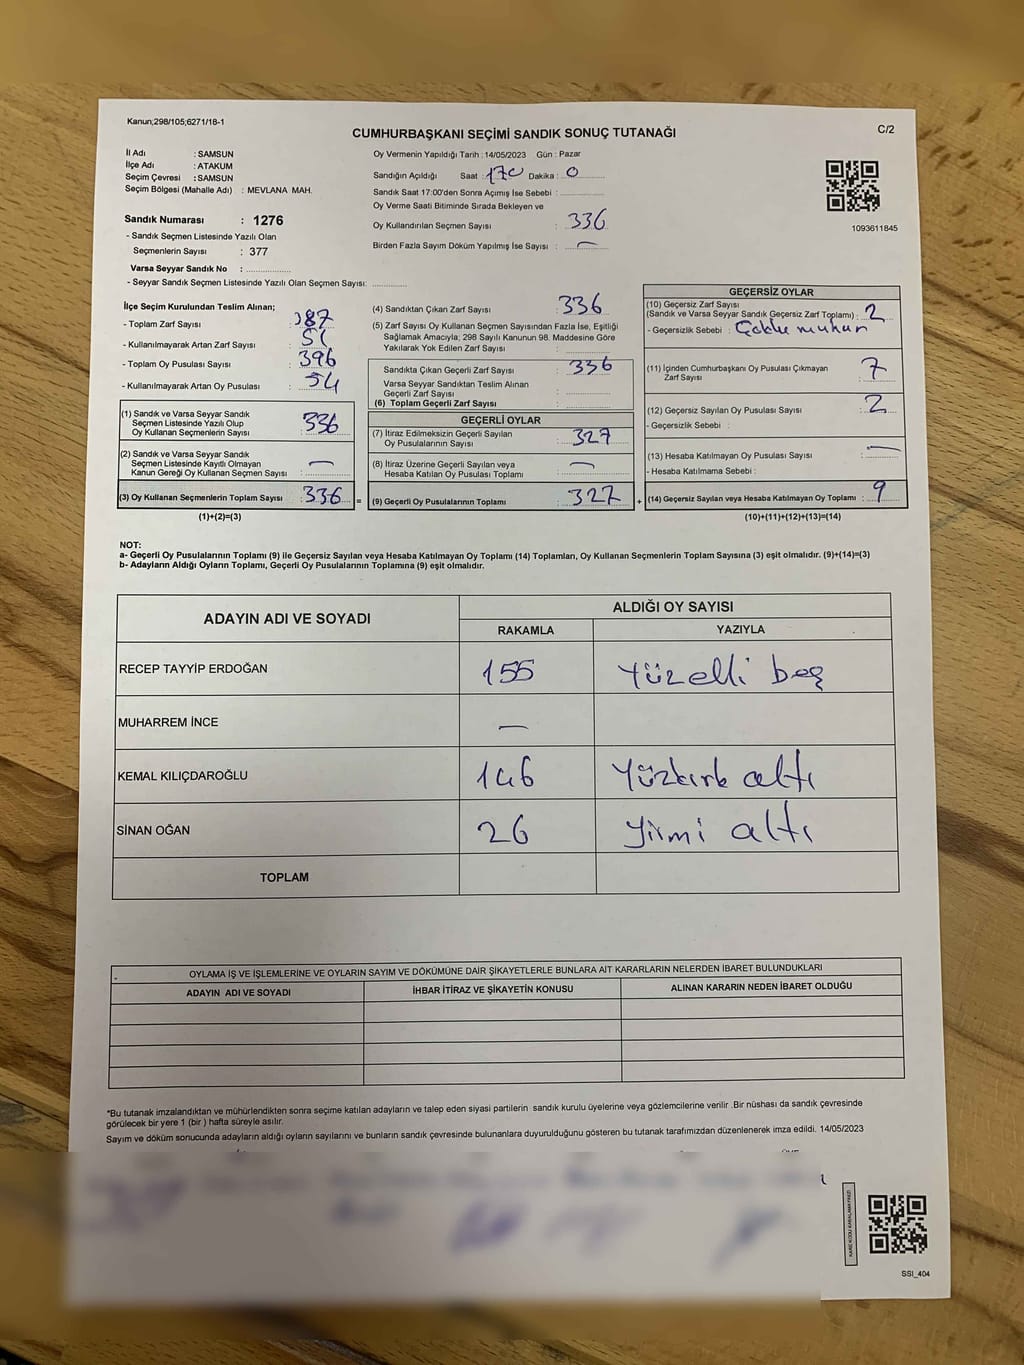 Kanun;298/105;6271/18-1
CUMHURBAŞKANI SEÇİMİ SANDIK SONUÇ TUTANAĞI
C/2
İl Adı : SAMSUN
İlçe Adı : ATAKUM
Seçim Çevresi : SAMSUN
Seçim Bölgesi (Mahalle Adı) : MEVLANA MAH.
Sandık Numarası : 1276
- Sandık Seçmen Listesinde Yazılı Olan
Seçmenlerin Sayısı : 377
Varsa Seyyar Sandık No :
- Seyyar Sandık Seçmen Listesinde Yazılı Olan Seçmen Sayısı:
Oy Vermenin Yapıldığı Tarih : 14/05/2023 Gün : Pazar
Sandığın Açıldığı Saat : Dakika : 0
Sandık Saat 17:00'den Sonra Açımış İse Sebebi :
Oy Verme Saati Bitiminde Sırada Bekleyen ve
Oy Kullandırılan Seçmen Sayısı : 336
Birden Fazla Sayım Döküm Yapılmış İse Sayısı : —
1093611845
İlçe Seçim Kurulundan Teslim Alınan;
- Toplam Zarf Sayısı : 387
- Kullanılmayarak Artan Zarf Sayısı :
- Toplam Oy Pusulası Sayısı : 396
- Kullanılmayarak Artan Oy Pusulası : 54
(1) Sandık ve Varsa Seyyar Sandık
Seçmen Listesinde Yazılı Olup
Oy Kullanan Seçmenlerin Sayısı : 336
(2) Sandık ve Varsa Seyyar Sandık
Seçmen Listesinde Kayıtlı Olmayan
Kanun Gereği Oy Kullanan Seçmen Sayısı : —
(3) Oy Kullanan Seçmenlerin Toplam Sayısı : 336 =
(1)+(2)=(3)
(4) Sandıktan Çıkan Zarf Sayısı : 336
(5) Zarf Sayısı Oy Kullanan Seçmen Sayısından Fazla İse, Eşitliği
Sağlamak Amacıyla; 298 Sayılı Kanunun 98. Maddesine Göre
Yakılarak Yok Edilen Zarf Sayısı :
Sandıkta Çıkan Geçerli Zarf Sayısı : 336
Varsa Seyyar Sandıktan Teslim Alınan
Geçerli Zarf Sayısı :
(6) Toplam Geçerli Zarf Sayısı :
GEÇERLİ OYLAR
(7) İtiraz Edilmeksizin Geçerli Sayılan
Oy Pusulalarının Sayısı : 327
(8) İtiraz Üzerine Geçerli Sayılan veya
Hesaba Katılan Oy Pusulası Toplamı : —
(9) Geçerli Oy Pusulalarının Toplamı : 327 +
GEÇERSİZ OYLAR
(10) Geçersiz Zarf Sayısı
(Sandık ve Varsa Seyyar Sandık Geçersiz Zarf Toplamı) : 2
- Geçersizlik Sebebi :
(11) İçinden Cumhurbaşkanı Oy Pusulası Çıkmayan
Zarf Sayısı : 7
(12) Geçersiz Sayılan Oy Pusulası Sayısı : 2
- Geçersizlik Sebebi :
(13) Hesaba Katılmayan Oy Pusulası Sayısı : —
- Hesaba Katılmama Sebebi :
(14) Geçersiz Sayılan veya Hesaba Katılmayan Oy Toplamı : 9
(10)+(11)+(12)+(13)=(14)
NOT:
a- Geçerli Oy Pusulalarının Toplamı (9) ile Geçersiz Sayılan veya Hesaba Katılmayan Oy Toplamı (14) Toplamları, Oy Kullanan Seçmenlerin Toplam Sayısına (3) eşit olmalıdır. (9)+(14)=(3)
b- Adayların Aldığı Oyların Toplamı, Geçerli Oy Pusulalarının Toplamına (9) eşit olmalıdır.
ADAYIN ADI VE SOYADI ALDIĞI OY SAYISI
RAKAMLA YAZIYLA
RECEP TAYYİP ERDOĞAN 155 Yüzelli beş
MUHARREM İNCE —
KEMAL KILIÇDAROĞLU 146 Yüzkırk altı
SİNAN OĞAN 26 Yirmi altı
TOPLAM
OYLAMA İŞ VE İŞLEMLERİNE VE OYLARIN SAYIM VE DÖKÜMÜNE DAİR ŞİKAYETLERLE BUNLARA AİT KARARLARIN NELERDEN İBARET BULUNDUKLARI
ADAYIN ADI VE SOYADI İHBAR İTİRAZ VE ŞİKAYETİN KONUSU ALINAN KARARIN NEDEN İBARET OLDUĞU
*Bu tutanak imzalandıktan ve mühürlendikten sonra seçime katılan adayların ve talep eden siyasi partilerin sandık kurulu üyelerine veya gözlemcilerine verilir .Bir nüshası da sandık çevresinde
görülecek bir yere 1 (bir ) hafta süreyle asılır.
Sayım ve döküm sonucunda adayların aldığı oyların sayılarını ve bunların sandık çevresinde bulunanlara duyurulduğunu gösteren bu tutanak tarafımızdan düzenlenerek imza edildi. 14/05/2023
KARE KODU KARALAMAYINIZ!
SSI_404